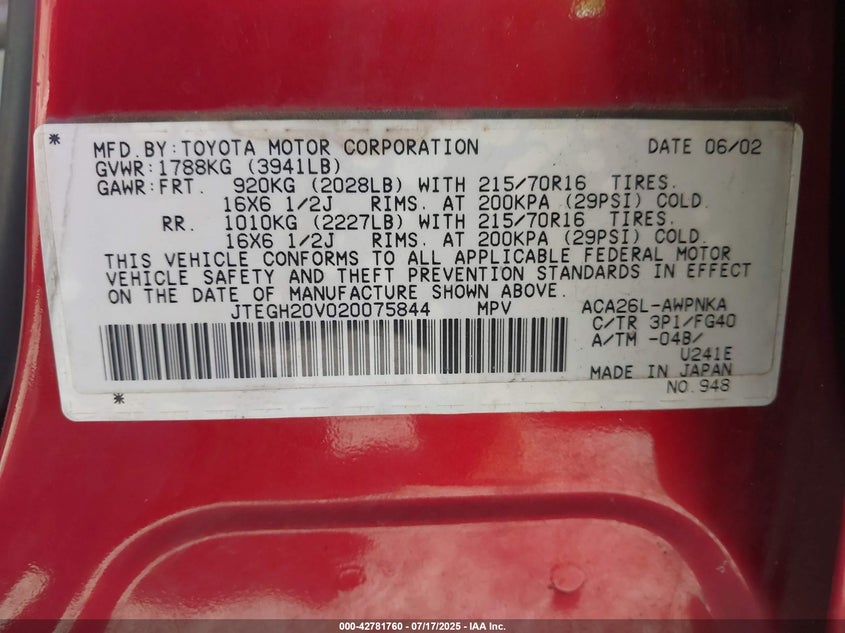 * MFD. BY: TOYOTA MOTOR CORPORATION DATE 06/02
GVWR: 1788KG (3941LB)
GAWR: FRT. 920KG (2028LB) WITH 215/70R16 TIRES.
16X6 1/2J RIMS. AT 200KPA (29PSI) COLD.
RR. 1010KG (2227LB) WITH 215/70R16 TIRES.
16X6 1/2J RIMS. AT 200KPA (29PSI) COLD.
THIS VEHICLE CONFORMS TO ALL APPLICABLE FEDERAL MOTOR
VEHICLE SAFETY AND THEFT PREVENTION STANDARDS IN EFFECT
ON THE DATE OF MANUFACTURE SHOWN ABOVE.
JTEGH20V020075844 MPV ACA26L-AWPNKA
C/TR 3P1/FG40
A/TM -04B/
U241E
MADE IN JAPAN
* NO. 948
000-42781760 - 07/17/2025 - IAA Inc.